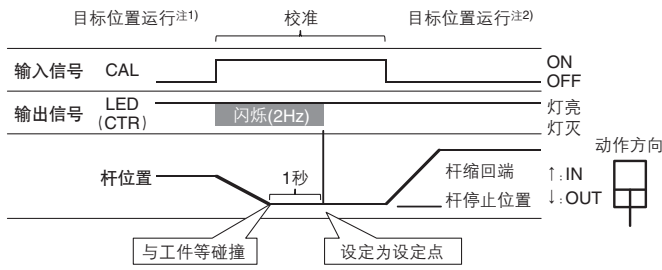 目标位置运行注1)
校准
目标位置运行注2)
输入信号 CAL
ON
OFF
输出信号 LED
(CTR)
闪烁(2Hz)
灯亮
灯灭
动作方向
杆位置
1秒
杆缩回端
杆停止位置
↑:IN
↓:OUT
与工件等碰撞
设定为设定点